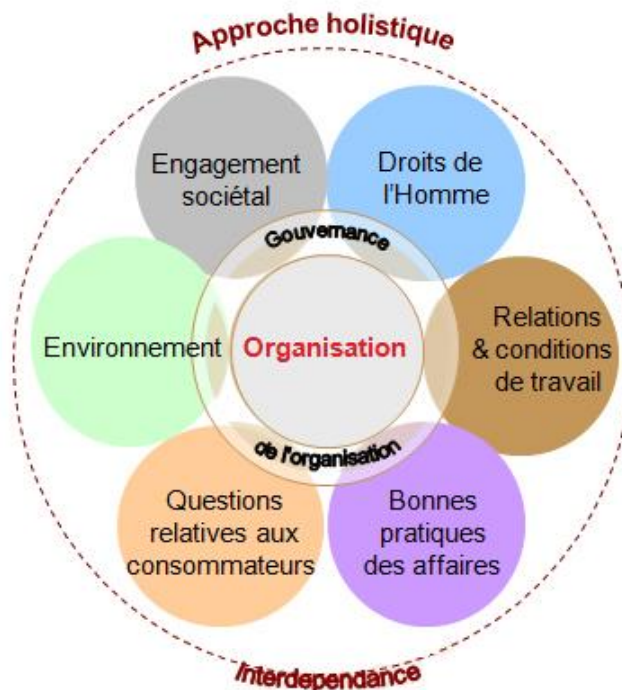 Approche holistique
Engagement
sociétal
Droits de
l'Homme
Gouvernance
Environnement
Organisation
Relations
& conditions
de travail
de l'organisation
Questions
relatives aux
consommateurs
Bonnes
pratiques
des affaires
Interdependance